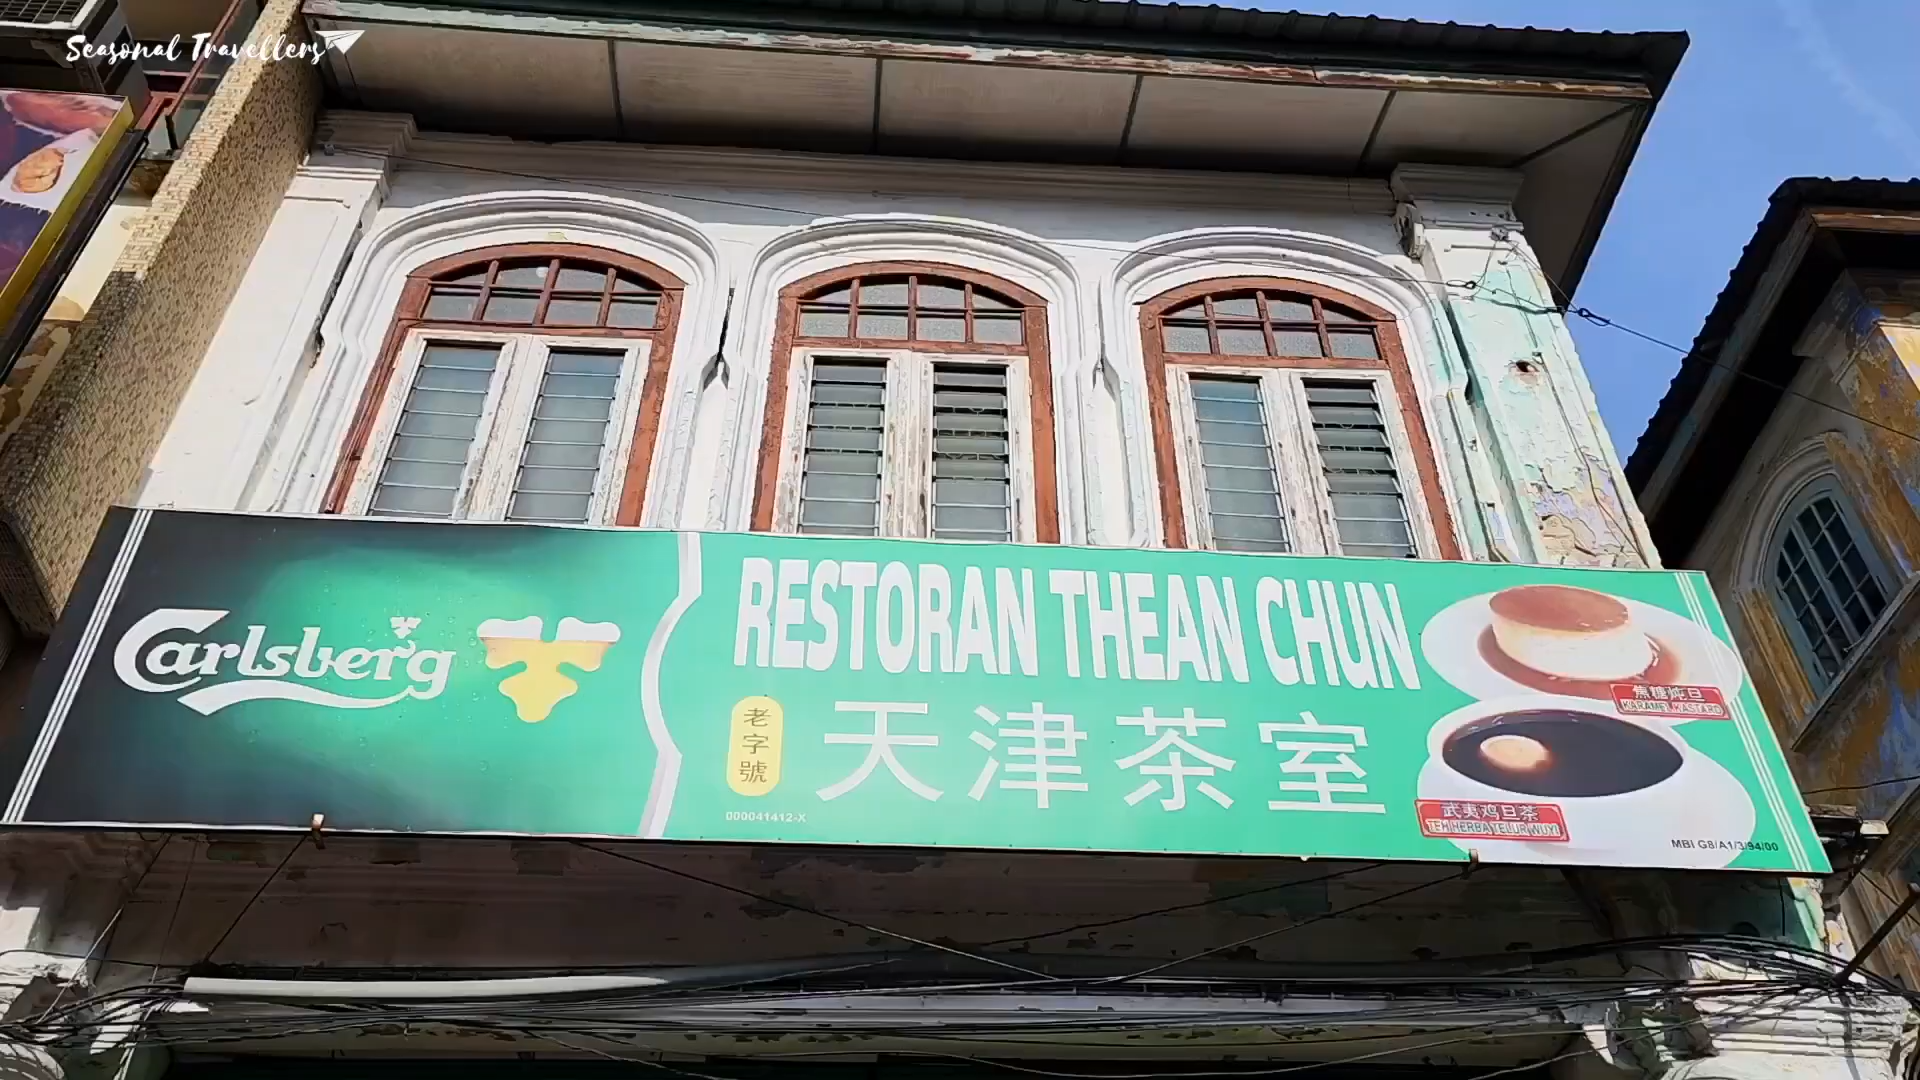 Seasonal Travellers
Carlsberg
RESTORAN THEAN CHUN
老字號
天津茶室
000041412-X
焦糖炖旦
KARAMEL KASTARD
武夷鸡旦茶
TEH HERBA TELUR WUYI
MBI G8/A1/3/94/00